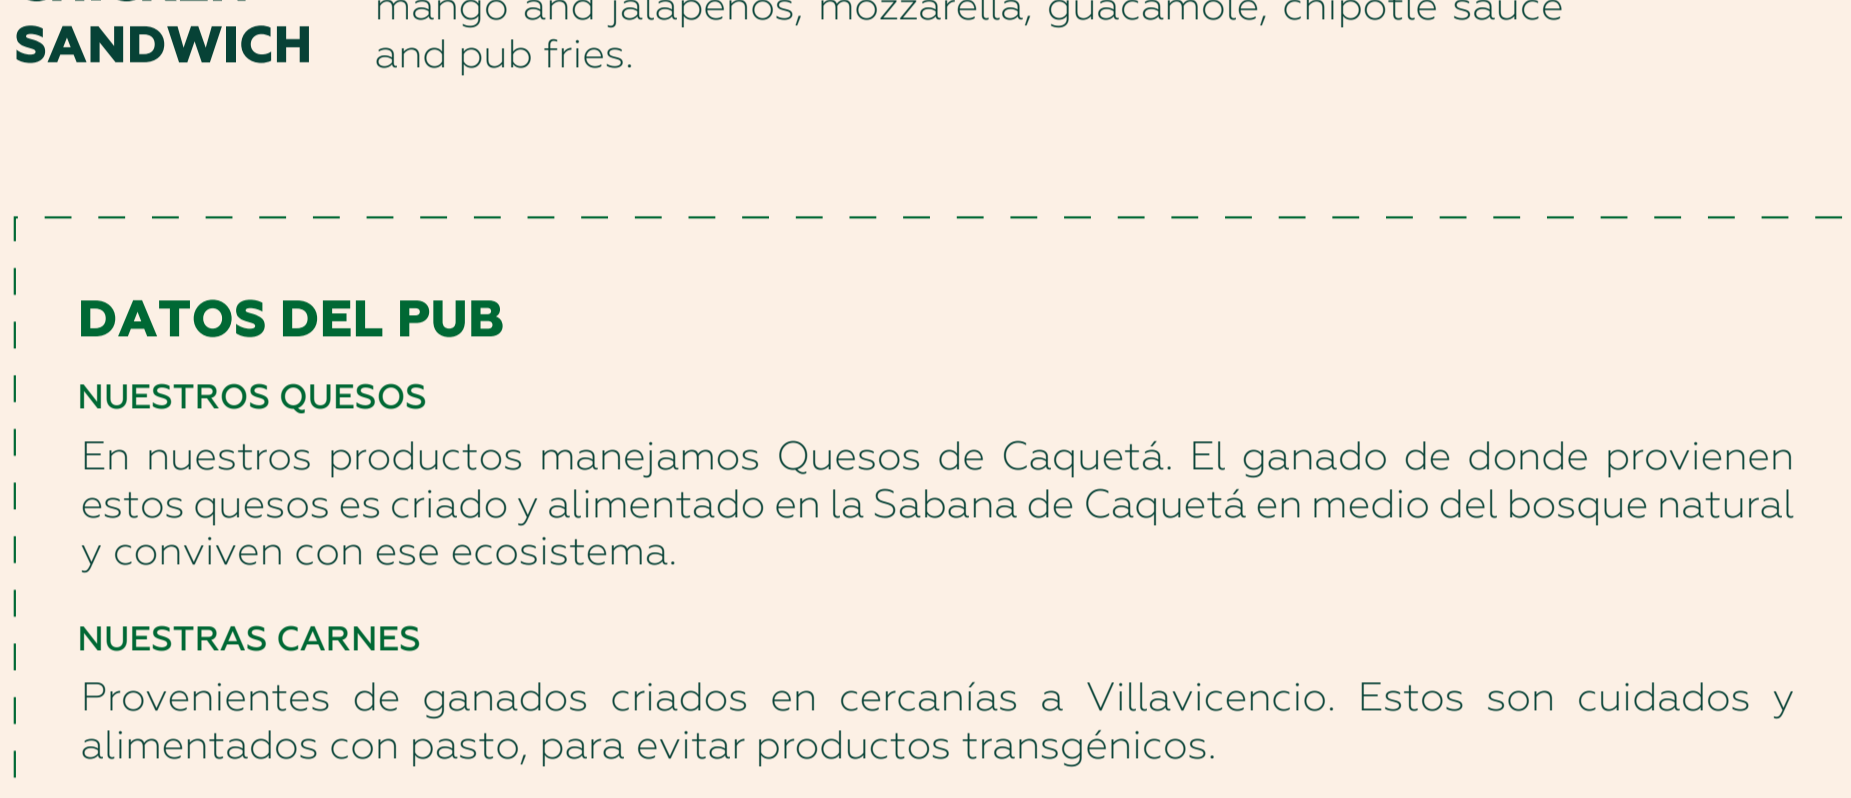 CHICKEN
SANDWICH
mango and jalapeños, mozzarella, guacamole, chipotle sauce
and pub fries.
DATOS DEL PUB
NUESTROS QUESOS
En nuestros productos manejamos Quesos de Caquetá. El ganado de donde provienen
estos quesos es criado y alimentado en la Sabana de Caquetá en medio del bosque natural
y conviven con ese ecosistema.
NUESTRAS CARNES
Provenientes de ganados criados en cercanías a Villavicencio. Estos son cuidados y
alimentados con pasto, para evitar productos transgénicos.